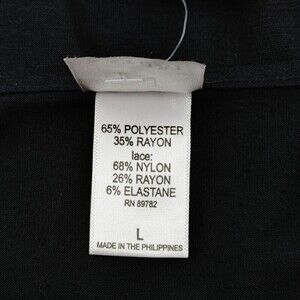 65% POLYESTER
35% RAYON
lace:
68% NYLON
26% RAYON
6% ELASTANE
RN 89782
L
MADE IN THE PHILIPPINES